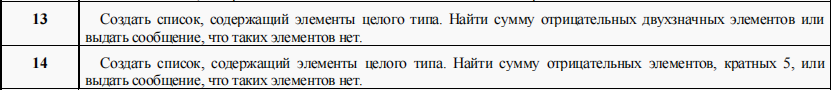 13 Создать список, содержащий элементы целого типа. Найти сумму отрицательных двухзначных элементов или
выдать сообщение, что таких элементов нет.
14 Создать список, содержащий элементы целого типа. Найти сумму отрицательных элементов, кратных 5, или
выдать сообщение, что таких элементов нет.